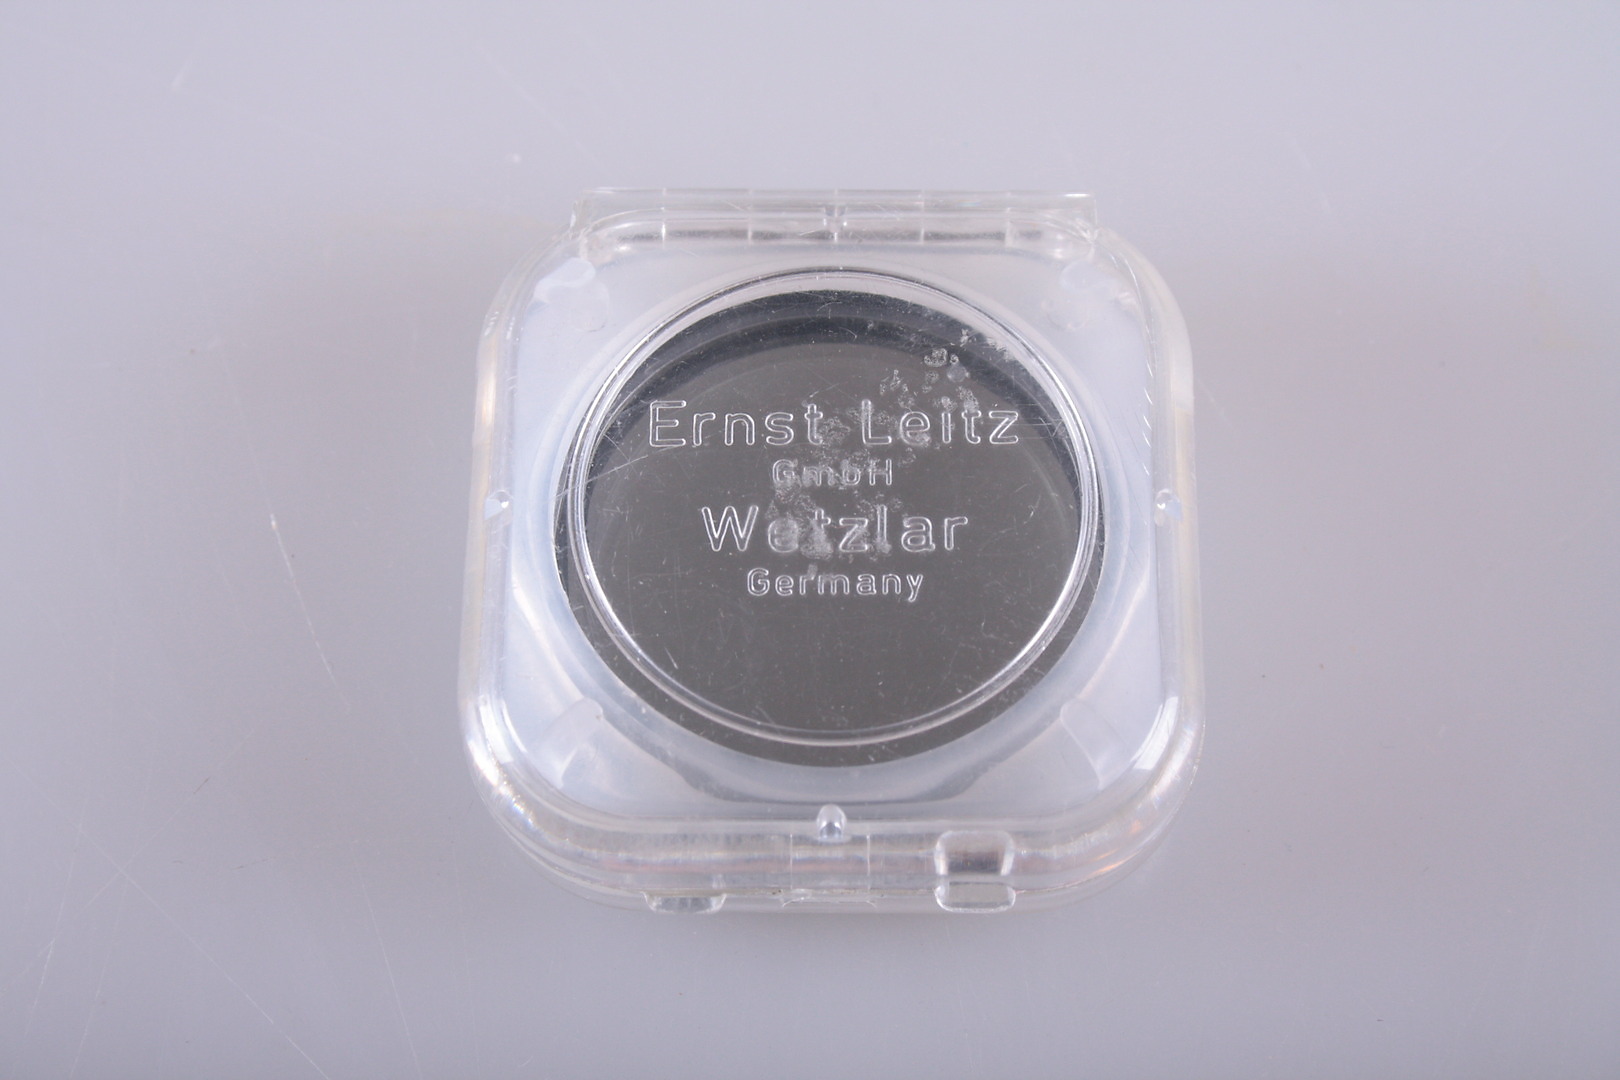 Ernst Leitz
GmbH
Wetzlar
Germany